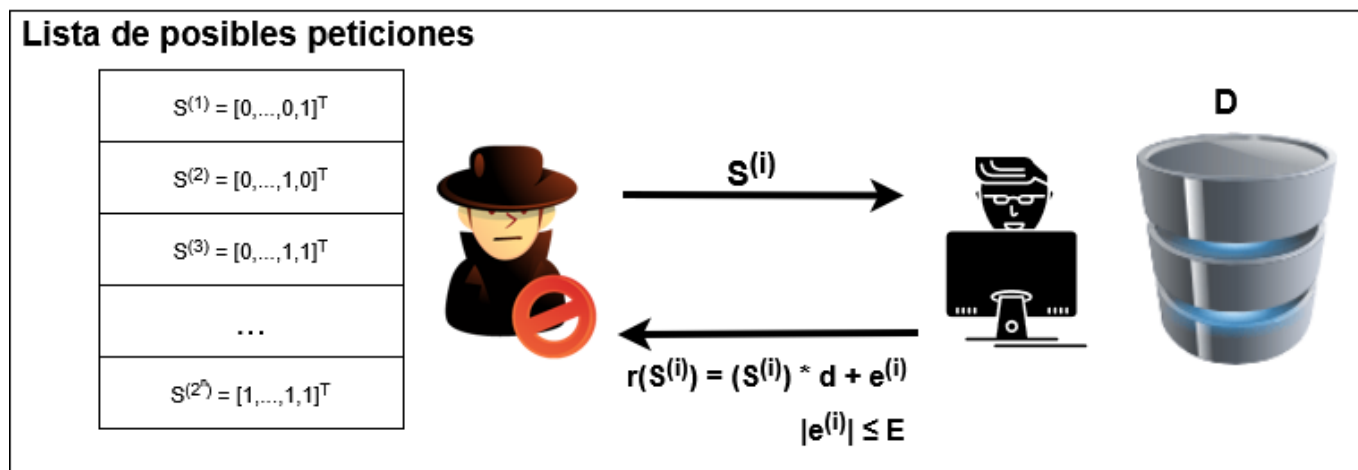 Lista de posibles peticiones
S⁽¹⁾ = [0,...,0,1]ᵀ
S⁽²⁾ = [0,...,1,0]ᵀ
S⁽³⁾ = [0,...,1,1]ᵀ
...
S^(2^n) = [1,...,1,1]ᵀ
S⁽ⁱ⁾
r(S⁽ⁱ⁾) = (S⁽ⁱ⁾) * d + e⁽ⁱ⁾
|e⁽ⁱ⁾| ≤ E
D